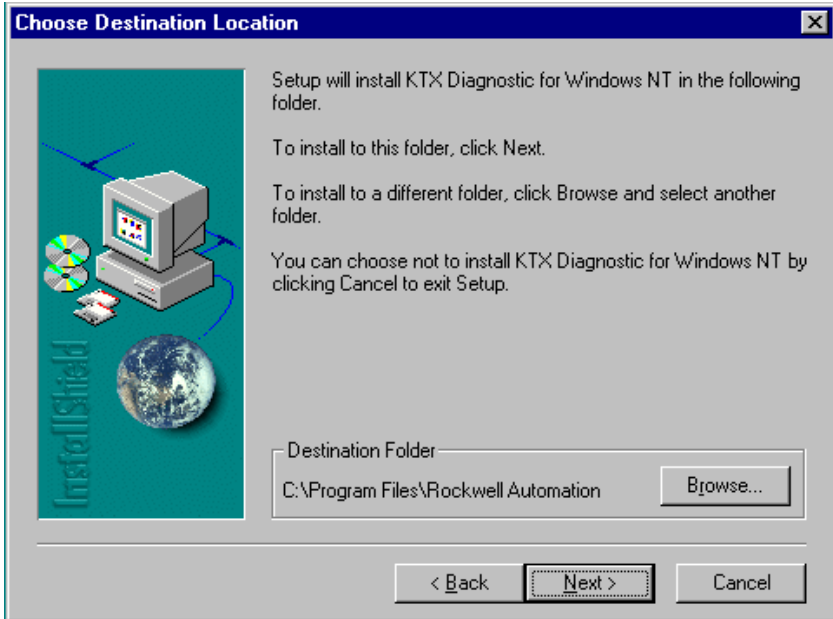 Choose Destination Location
Setup will install KTX Diagnostic for Windows NT in the following
folder.
To install to this folder, click Next.
To install to a different folder, click Browse and select another
folder.
You can choose not to install KTX Diagnostic for Windows NT by
clicking Cancel to exit Setup.
InstallShield
Destination Folder
C:\Program Files\Rockwell Automation
Browse...
< Back
Next >
Cancel